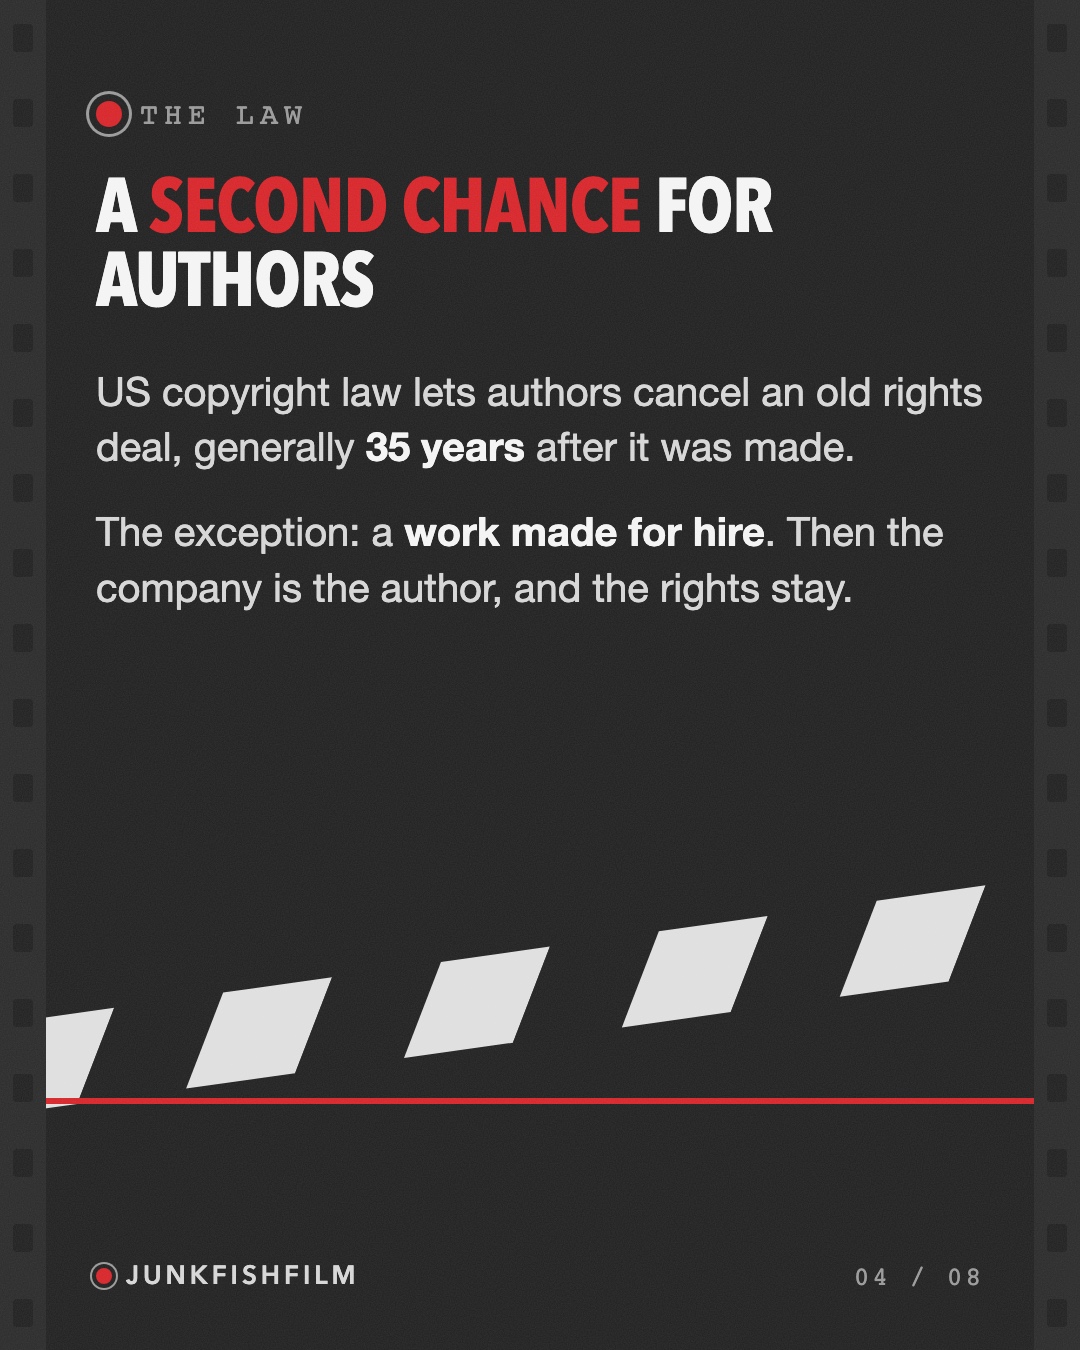 THE LAW
A SECOND CHANCE FOR
AUTHORS
US copyright law lets authors cancel an old rights
deal, generally 35 years after it was made.
The exception: a work made for hire. Then the
company is the author, and the rights stay.
JUNKFISHFILM
04 / 08